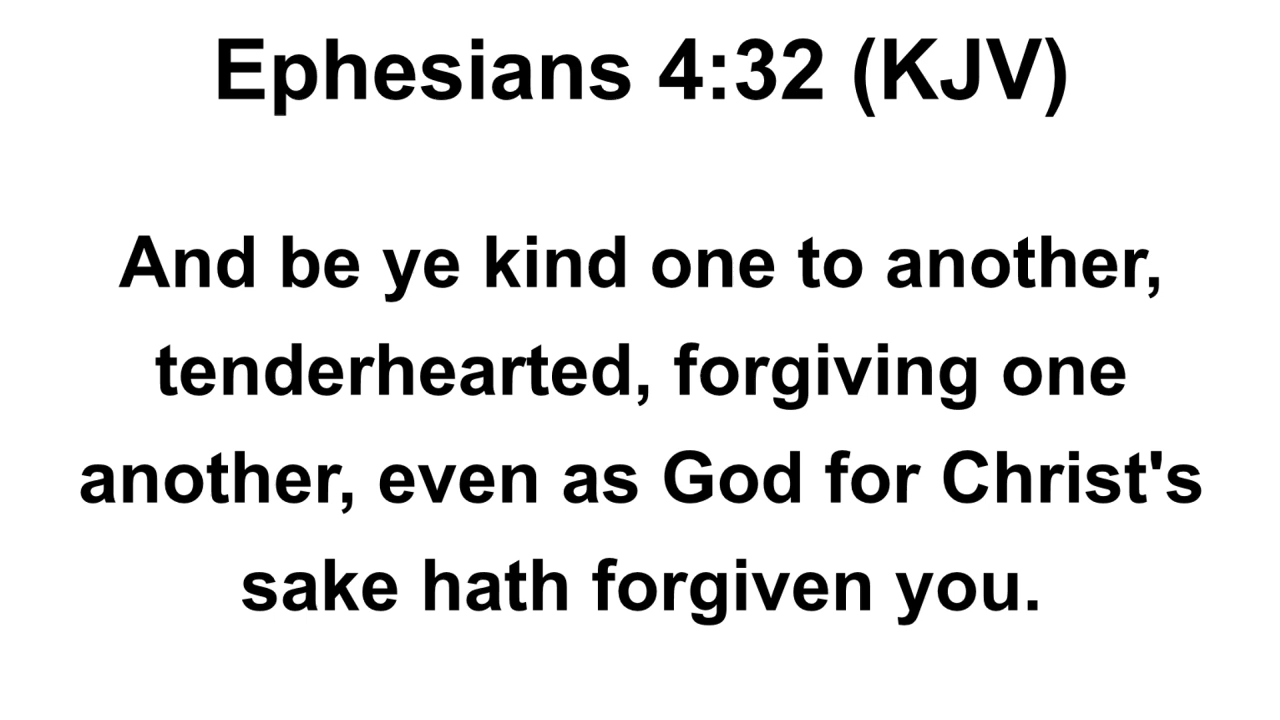 Ephesians 4:32 (KJV)
And be ye kind one to another,
tenderhearted, forgiving one
another, even as God for Christ's
sake hath forgiven you.